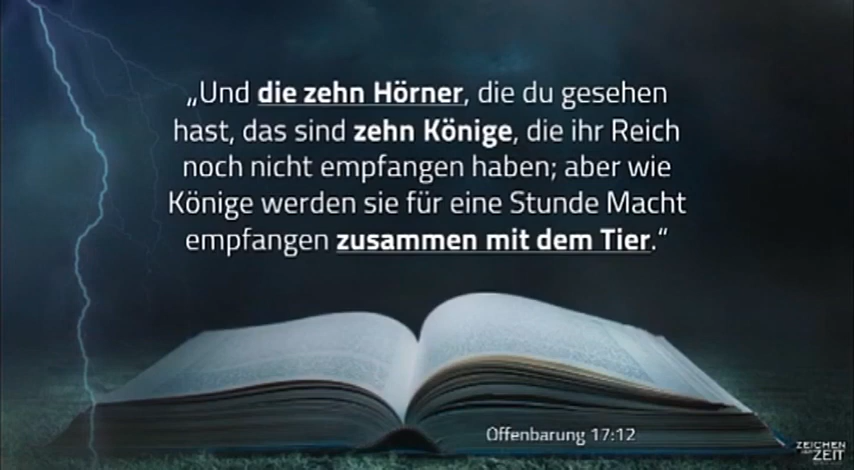 „Und die zehn Hörner, die du gesehen
hast, das sind zehn Könige, die ihr Reich
noch nicht empfangen haben; aber wie
Könige werden sie für eine Stunde Macht
empfangen zusammen mit dem Tier.“
Offenbarung 17:12
ZEICHEN
DER ZEIT